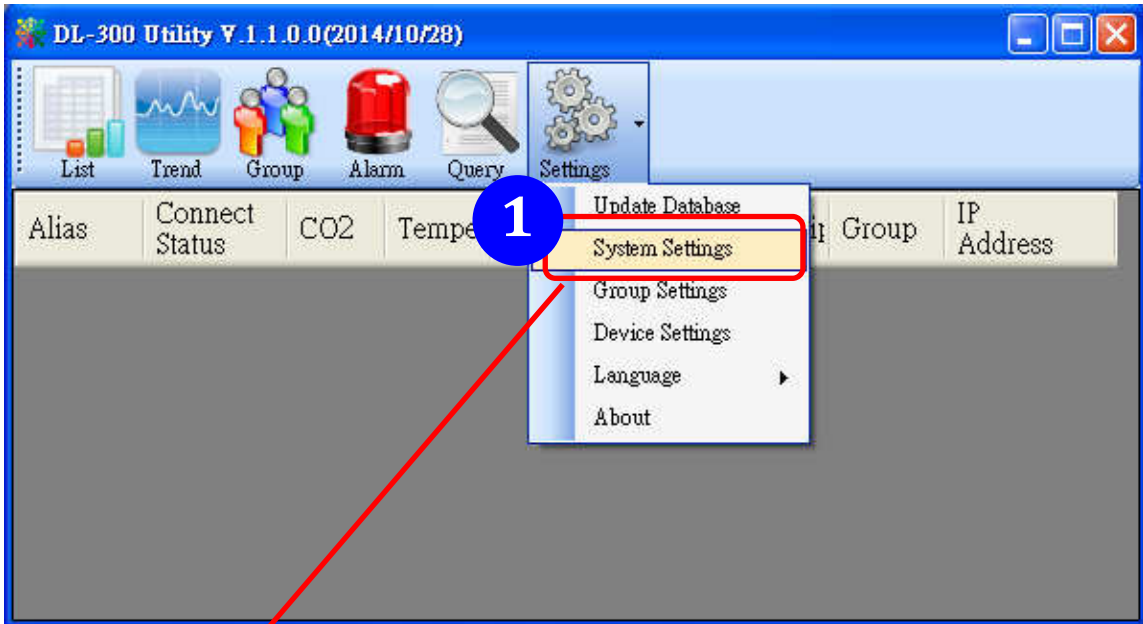 DL-300 Utility V.1.1.0.0(2014/10/28)
List Trend Group Alarm Query Settings
Alias Connect Status CO2 Group IP Address
1
Update Database
System Settings
Group Settings
Device Settings
Language
About